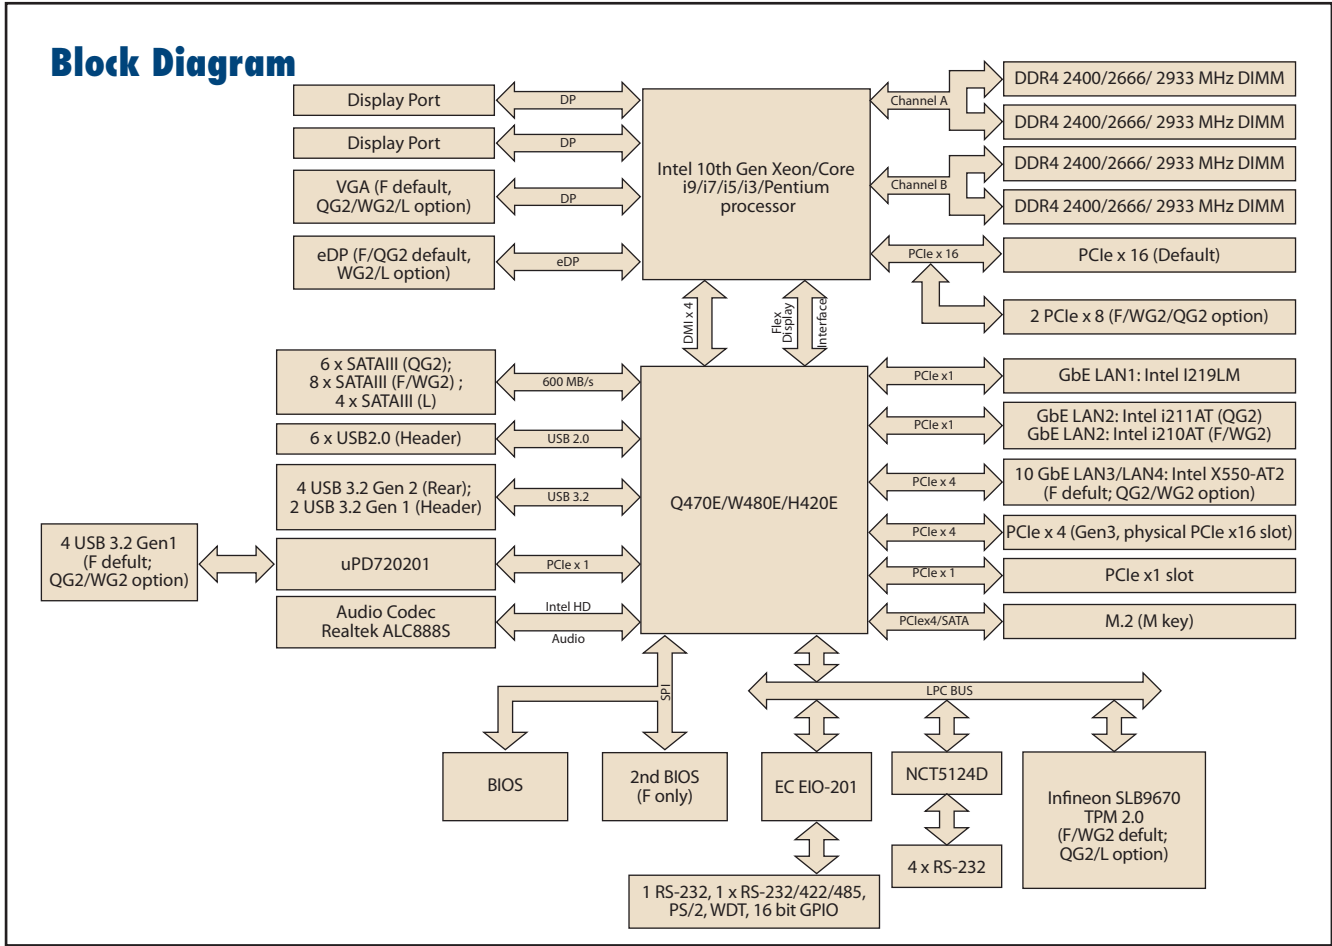 Block Diagram
Display Port
DP
Display Port
DP
VGA (F default,
QG2/WG2/L option)
DP
eDP (F/QG2 default,
WG2/L option)
eDP
Intel 10th Gen Xeon/Core
i9/i7/i5/i3/Pentium
processor
Channel A
DDR4 2400/2666/ 2933 MHz DIMM
DDR4 2400/2666/ 2933 MHz DIMM
Channel B
DDR4 2400/2666/ 2933 MHz DIMM
DDR4 2400/2666/ 2933 MHz DIMM
PCIe x 16
PCIe x 16 (Default)
2 PCIe x 8 (F/WG2/QG2 option)
DMI x 4
Flex
Display
Interface
6 x SATAIII (QG2);
8 x SATAIII (F/WG2) ;
4 x SATAIII (L)
600 MB/s
6 x USB2.0 (Header)
USB 2.0
4 USB 3.2 Gen 2 (Rear);
2 USB 3.2 Gen 1 (Header)
USB 3.2
4 USB 3.2 Gen1
(F defult;
QG2/WG2 option)
uPD720201
PCIe x 1
Audio Codec
Realtek ALC888S
Intel HD
Audio
Q470E/W480E/H420E
PCIe x1
GbE LAN1: Intel I219LM
PCIe x1
GbE LAN2: Intel i211AT (QG2)
GbE LAN2: Intel i210AT (F/WG2)
PCIe x 4
10 GbE LAN3/LAN4: Intel X550-AT2
(F defult; QG2/WG2 option)
PCIe x 4
PCIe x 4 (Gen3, physical PCIe x16 slot)
PCIe x 1
PCIe x1 slot
PCIex4/SATA
M.2 (M key)
SPI
LPC BUS
BIOS
2nd BIOS
(F only)
EC EIO-201
NCT5124D
Infineon SLB9670
TPM 2.0
(F/WG2 defult;
QG2/L option)
4 x RS-232
1 RS-232, 1 x RS-232/422/485,
PS/2, WDT, 16 bit GPIO